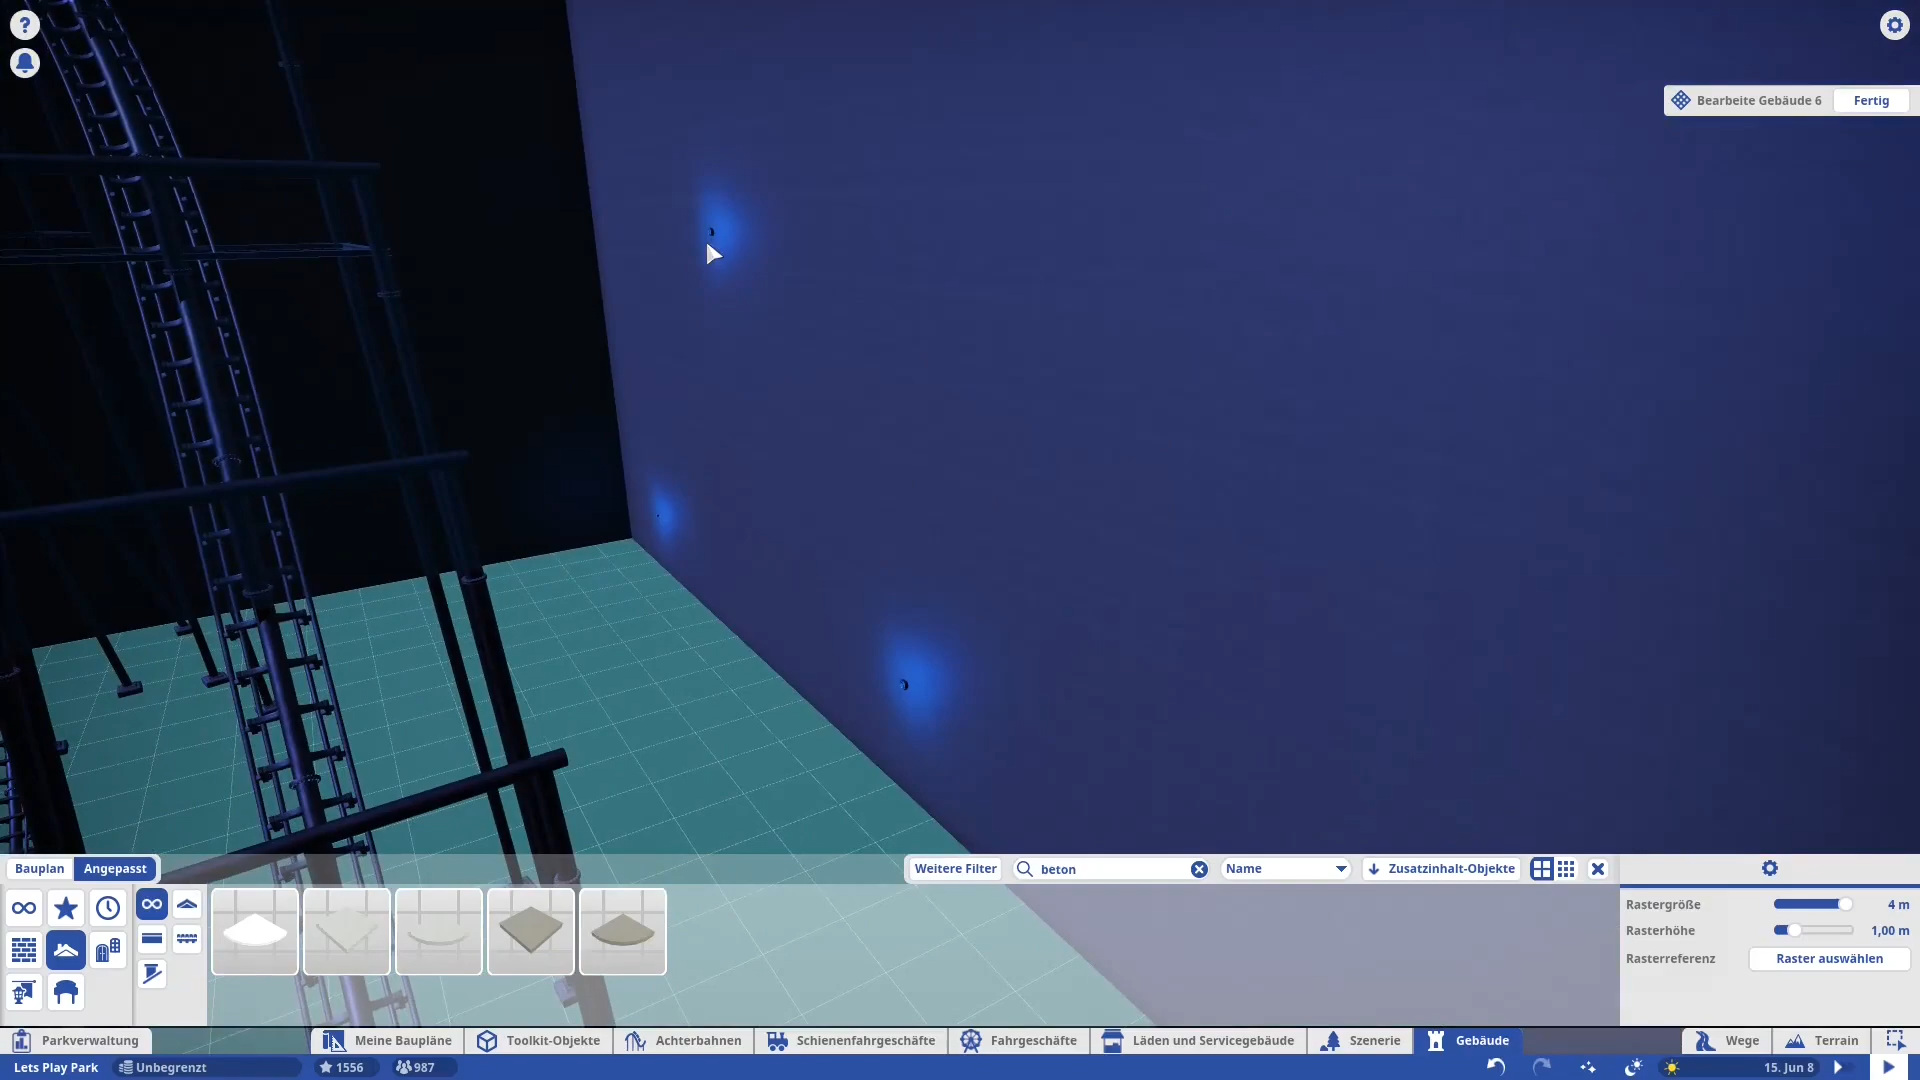 ?
Bearbeite Gebäude 6 Fertig
Bauplan Angepasst Weitere Filter beton Name Zusatzinhalt-Objekte
Rastergröße 4 m
Rasterhöhe 1,00 m
Rasterreferenz Raster auswählen
Parkverwaltung Meine Baupläne Toolkit-Objekte Achterbahnen Schienenfahrgeschäfte Fahrgeschäfte Läden und Servicegebäude Szenerie Gebäude Wege Terrain
Lets Play Park Unbegrenzt 1556 987 15. Jun 8